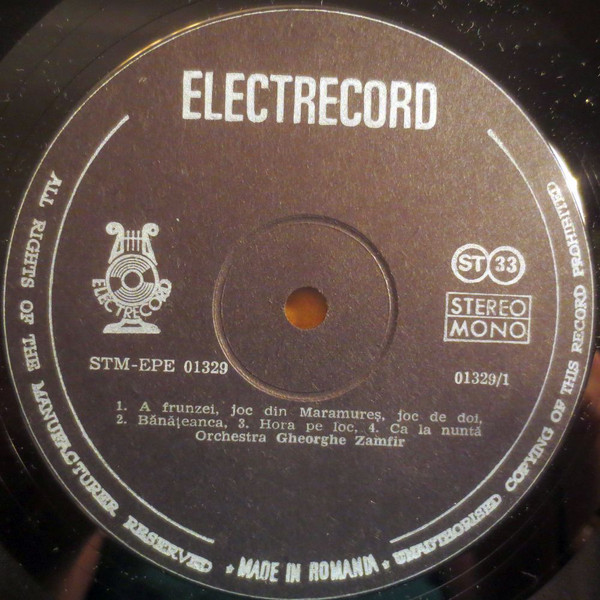 ELECTRECORD
ELECTRECORD
ST 33
STEREO
MONO
STM-EPE 01329
01329/1
1. A frunzei, joc din Maramureș, joc de doi,
2. Bănățeanca, 3. Hora pe loc, 4. Ca la nuntă
Orchestra Gheorghe Zamfir
ALL RIGHTS OF THE MANUFACTURER RESERVED ★ MADE IN ROMANIA ★ UNAUTHORISED COPYING OF THIS RECORD PROHIBITED